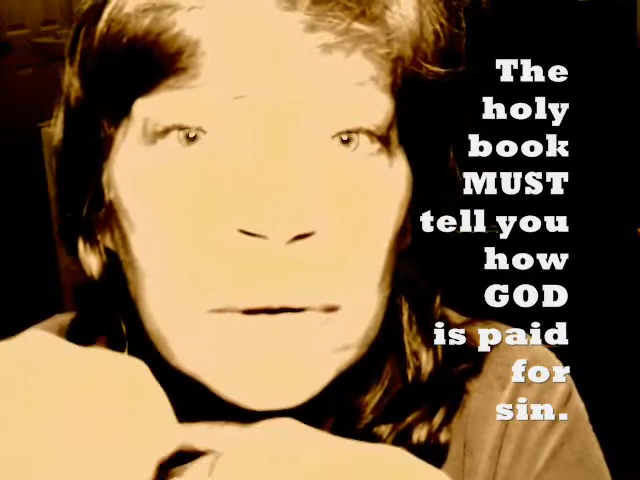 The
holy
book
MUST
tell you
how
GOD
is paid
for
sin.